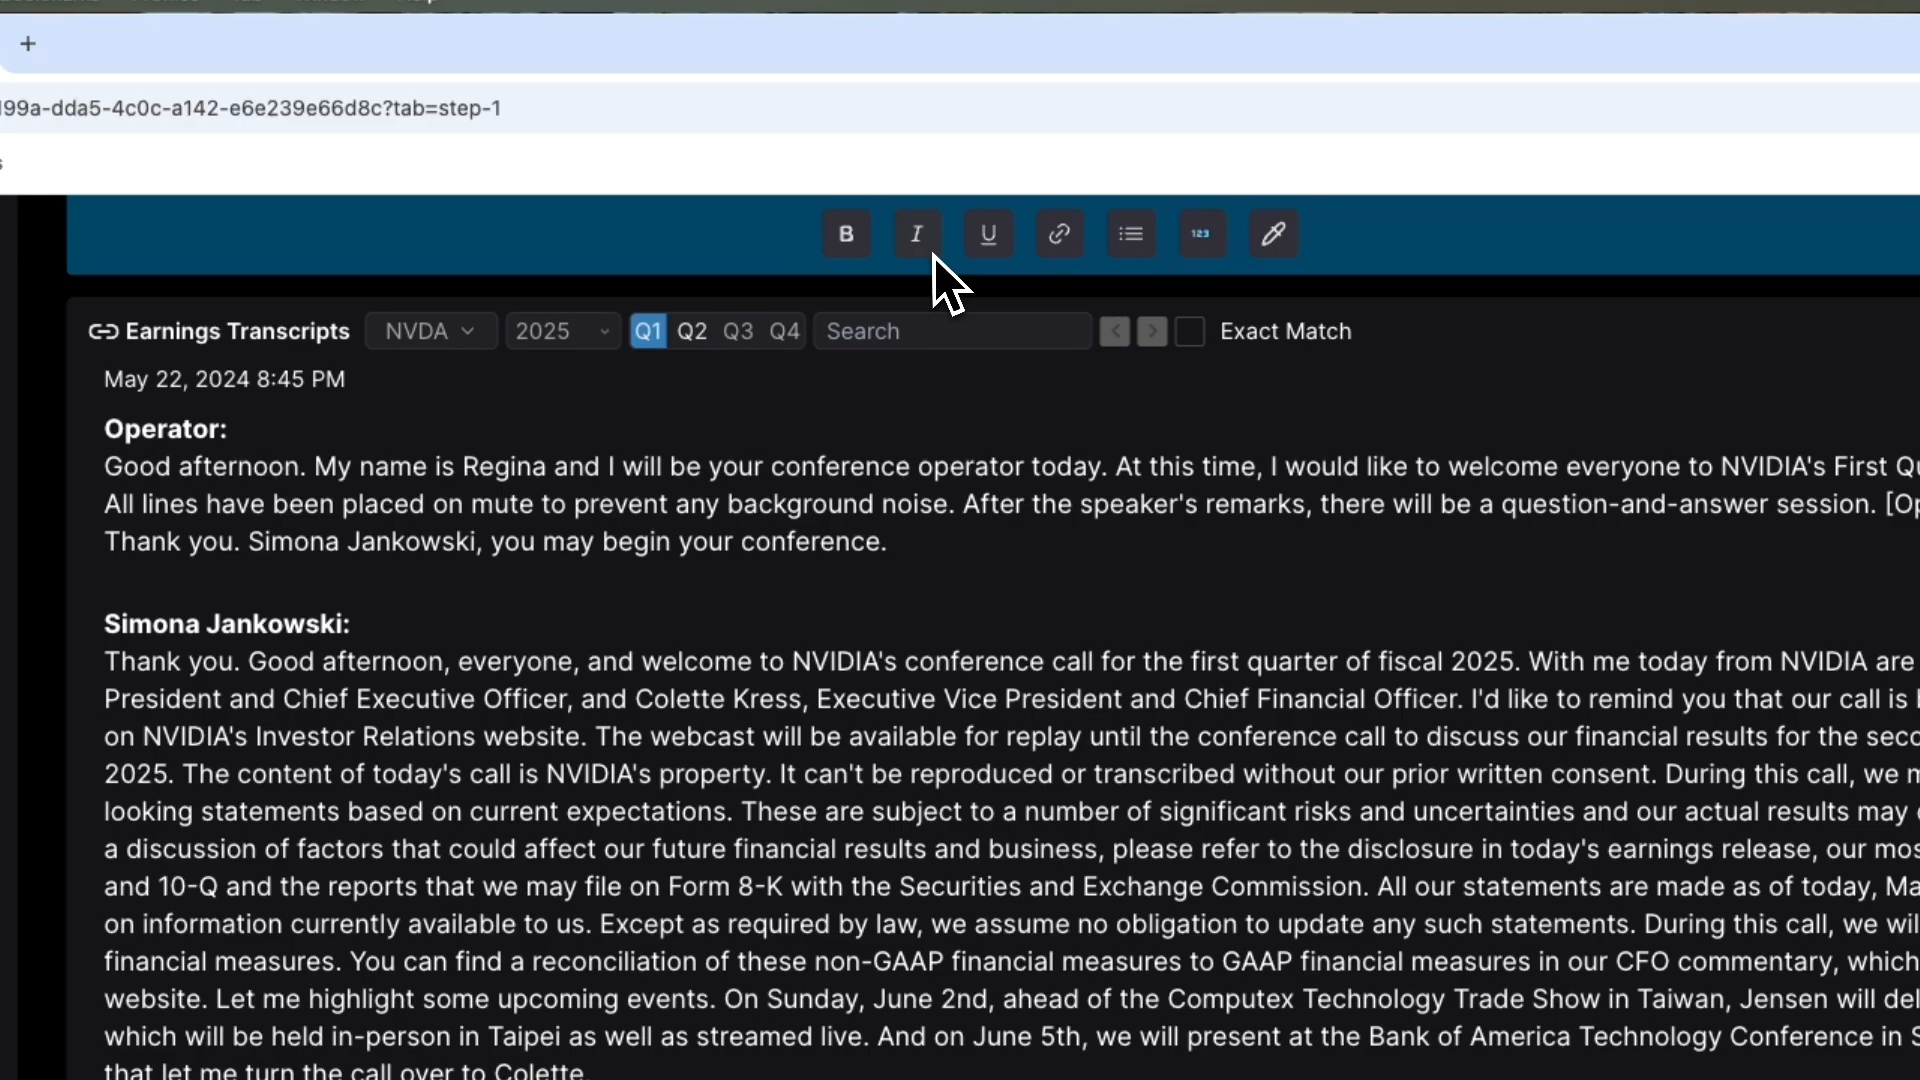 +
199a-dda5-4c0c-a142-e6e239e66d8c?tab=step-1
s
B I U 123
Earnings Transcripts NVDA 2025 Q1 Q2 Q3 Q4 Search < > Exact Match
May 22, 2024 8:45 PM
Operator:
Good afternoon. My name is Regina and I will be your conference operator today. At this time, I would like to welcome everyone to NVIDIA's First
All lines have been placed on mute to prevent any background noise. After the speaker's remarks, there will be a question-and-answer session.
Thank you. Simona Jankowski, you may begin your conference.
Simona Jankowski:
Thank you. Good afternoon, everyone, and welcome to NVIDIA's conference call for the first quarter of fiscal 2025. With me today from NVIDIA are
President and Chief Executive Officer, and Colette Kress, Executive Vice President and Chief Financial Officer. I'd like to remind you that our call is
on NVIDIA's Investor Relations website. The webcast will be available for replay until the conference call to discuss our financial results for the
2025. The content of today's call is NVIDIA's property. It can't be reproduced or transcribed without our prior written consent. During this call, we
looking statements based on current expectations. These are subject to a number of significant risks and uncertainties and our actual results may
a discussion of factors that could affect our future financial results and business, please refer to the disclosure in today's earnings release, our
and 10-Q and the reports that we may file on Form 8-K with the Securities and Exchange Commission. All our statements are made as of today,
on information currently available to us. Except as required by law, we assume no obligation to update any such statements. During this call, we
financial measures. You can find a reconciliation of these non-GAAP financial measures to GAAP financial measures in our CFO commentary, which
website. Let me highlight some upcoming events. On Sunday, June 2nd, ahead of the Computex Technology Trade Show in Taiwan, Jensen will
which will be held in-person in Taipei as well as streamed live. And on June 5th, we will present at the Bank of America Technology Conference in
that let me turn the call over to Colette.